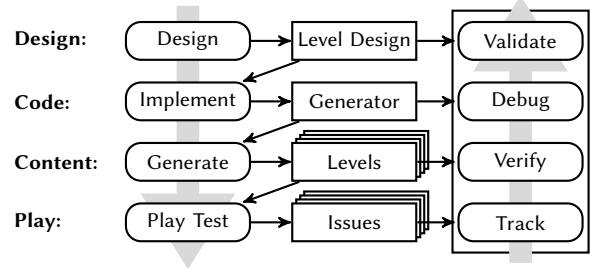 Design: Design Level Design Validate
Code: Implement Generator Debug
Content: Generate Levels Verify
Play: Play Test Issues Track